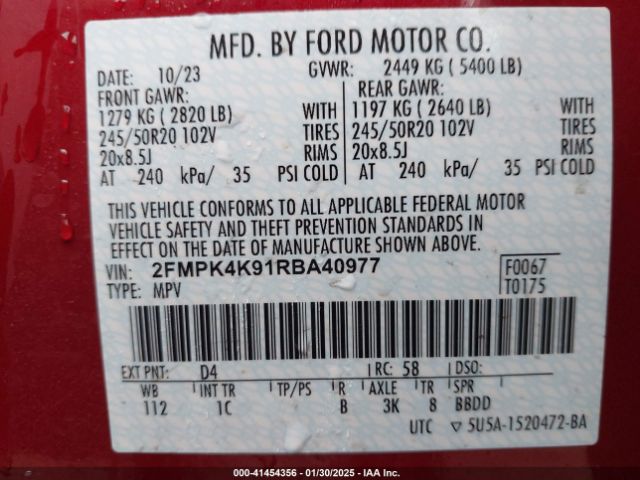 MFD. BY FORD MOTOR CO.
DATE: 10/23 GVWR: 2449 KG ( 5400 LB)
FRONT GAWR: REAR GAWR:
1279 KG ( 2820 LB) WITH 1197 KG ( 2640 LB) WITH
245/50R20 102V TIRES 245/50R20 102V TIRES
20x8.5J RIMS 20x8.5J RIMS
AT 240 kPa/ 35 PSI COLD AT 240 kPa/ 35 PSI COLD
THIS VEHICLE CONFORMS TO ALL APPLICABLE FEDERAL MOTOR
VEHICLE SAFETY AND THEFT PREVENTION STANDARDS IN
EFFECT ON THE DATE OF MANUFACTURE SHOWN ABOVE.
VIN: 2FMPK4K91RBA40977 F0067
TYPE: MPV T0175
EXT PNT: D4 RC: 58 DSO:
WB INT TR TP/PS R AXLE TR SPR
112 1C B 3K 8 BBDD
UTC ▽ 5U5A-1520472-BA
000-41454356 - 01/30/2025 - IAA Inc.